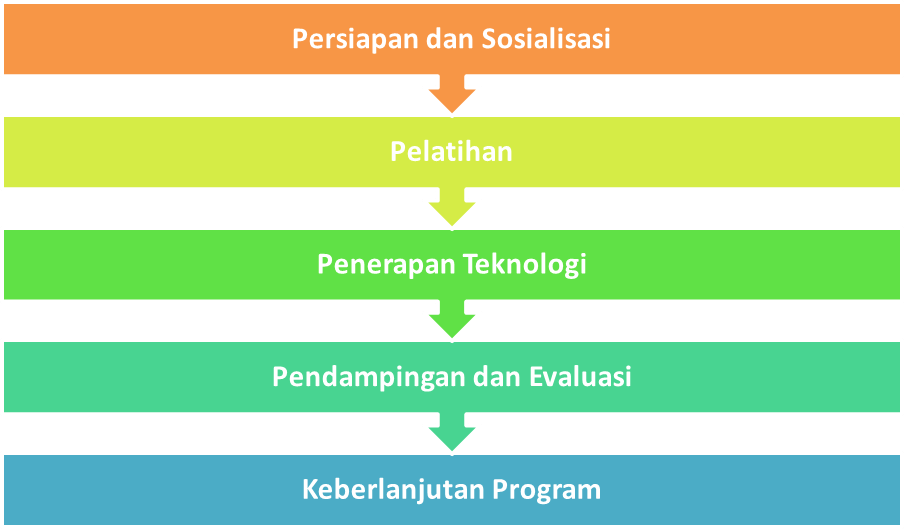 Persiapan dan Sosialisasi
Pelatihan
Penerapan Teknologi
Pendampingan dan Evaluasi
Keberlanjutan Program